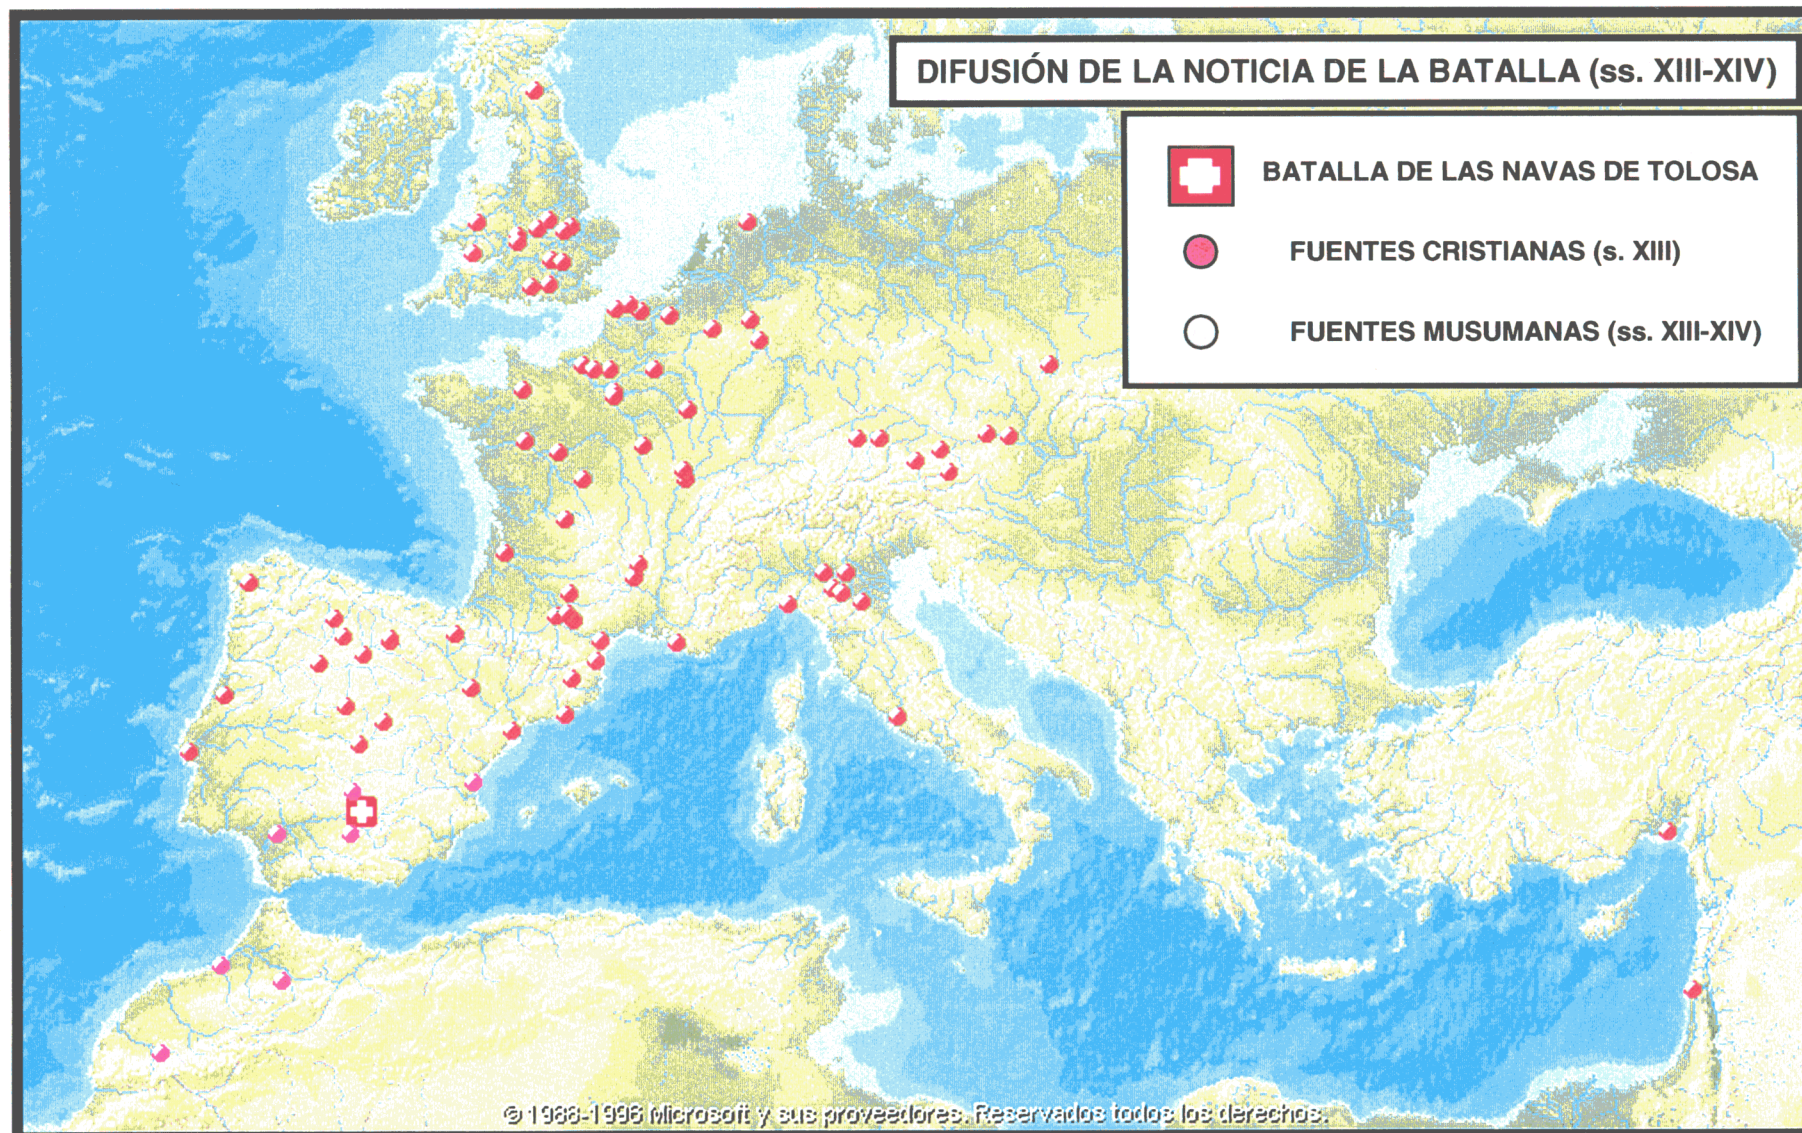 DIFUSIÓN DE LA NOTICIA DE LA BATALLA (ss. XIII-XIV)
BATALLA DE LAS NAVAS DE TOLOSA
FUENTES CRISTIANAS (s. XIII)
FUENTES MUSUMANAS (ss. XIII-XIV)
© 1988-1996 Microsoft y sus proveedores. Reservados todos los derechos.